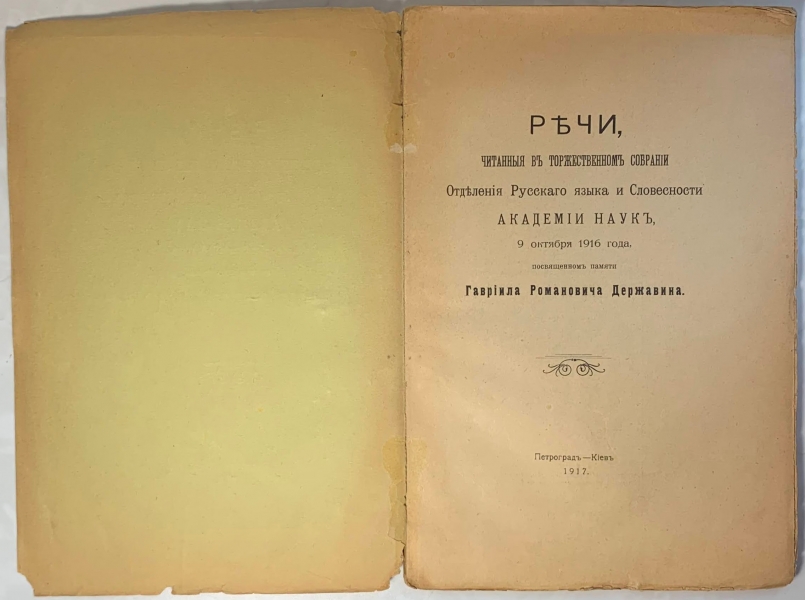 РѢЧИ,
ЧИТАННЫЯ ВЪ ТОРЖЕСТВЕННОМЪ СОБРАНІИ
Отдѣленія Русскаго языка и Словесности
АКАДЕМІИ НАУКЪ,
9 октября 1916 года,
посвященномъ памяти
Гавріила Романовича Державина.
Петроградъ—Кіевъ
1917.